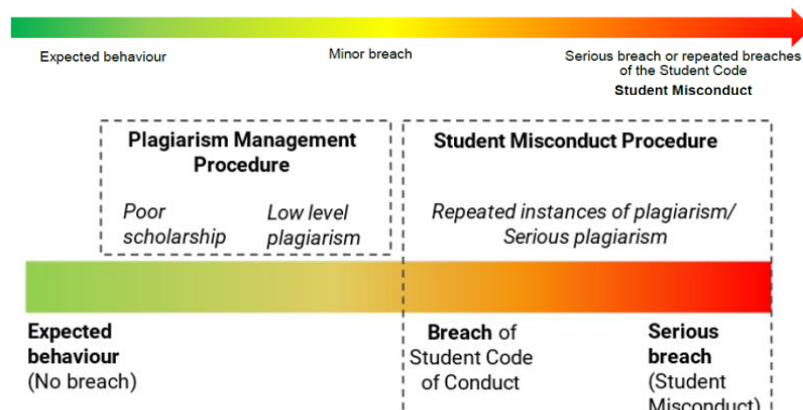 Expected behaviour
Minor breach
Serious breach or repeated breaches
of the Student Code
Student Misconduct
Plagiarism Management
Procedure
Poor
scholarship
Low level
plagiarism
Student Misconduct Procedure
Repeated instances of plagiarism/
Serious plagiarism
Expected
behaviour
(No breach)
Breach of
Student Code
of Conduct
Serious
breach
(Student
Misconduct)